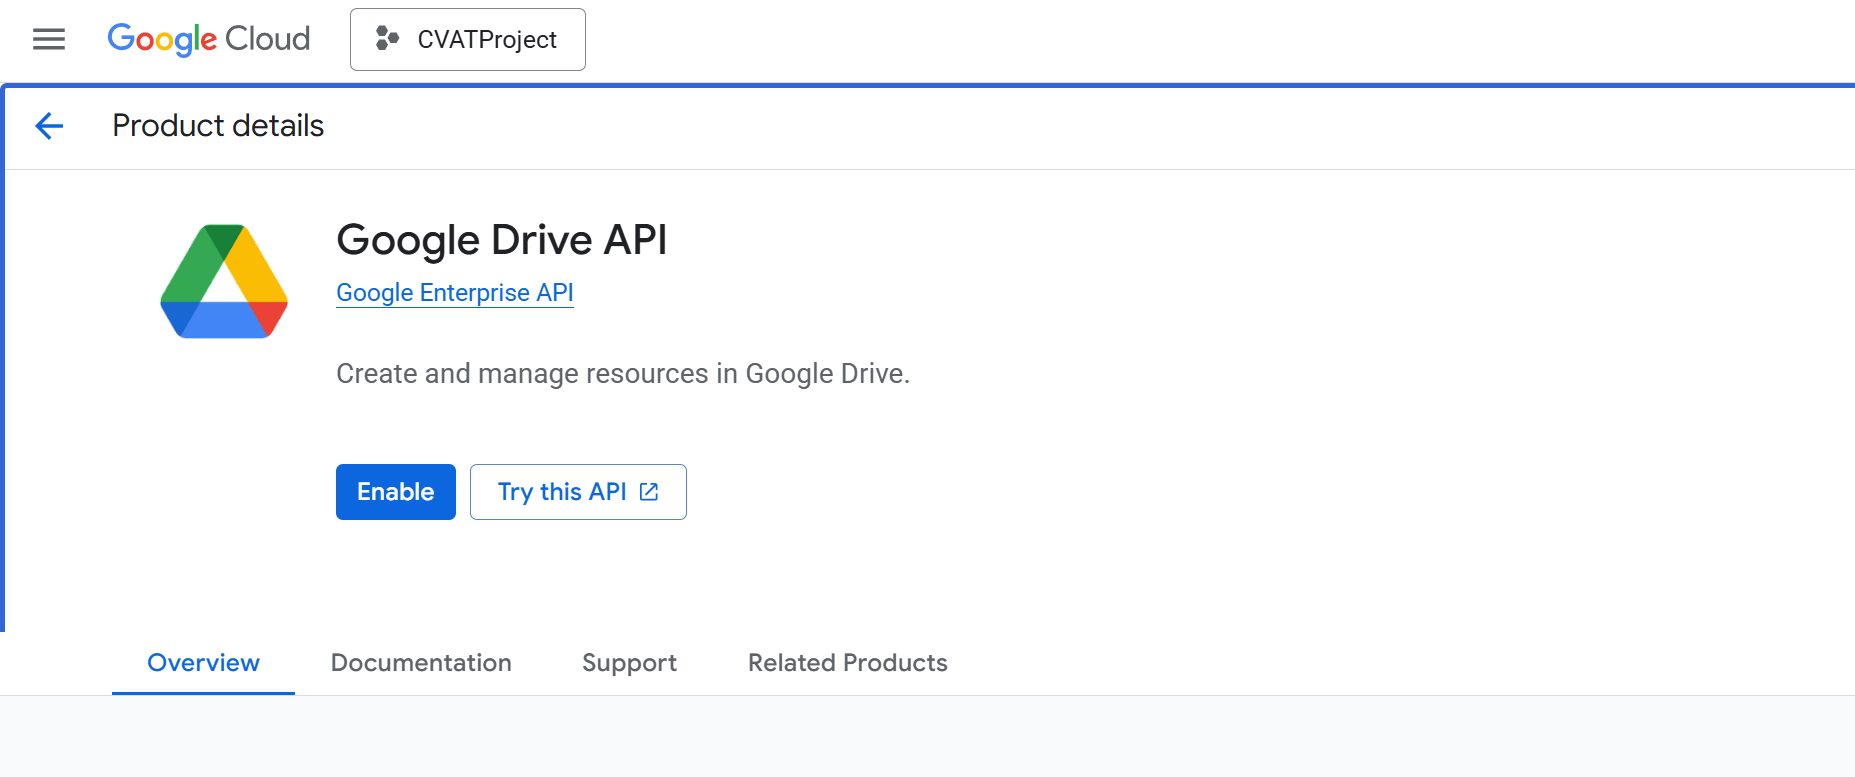 Google Cloud
CVATProject
Product details
Google Drive API
Google Enterprise API
Create and manage resources in Google Drive.
Enable
Try this API
Overview
Documentation
Support
Related Products